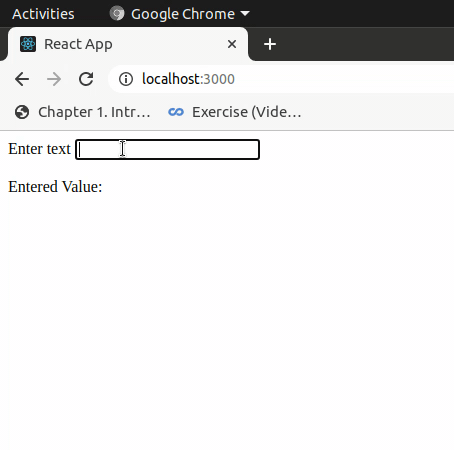 Activities Google Chrome
React App
localhost:3000
Chapter 1. Intr… Exercise (Vide…
Enter text
Entered Value: